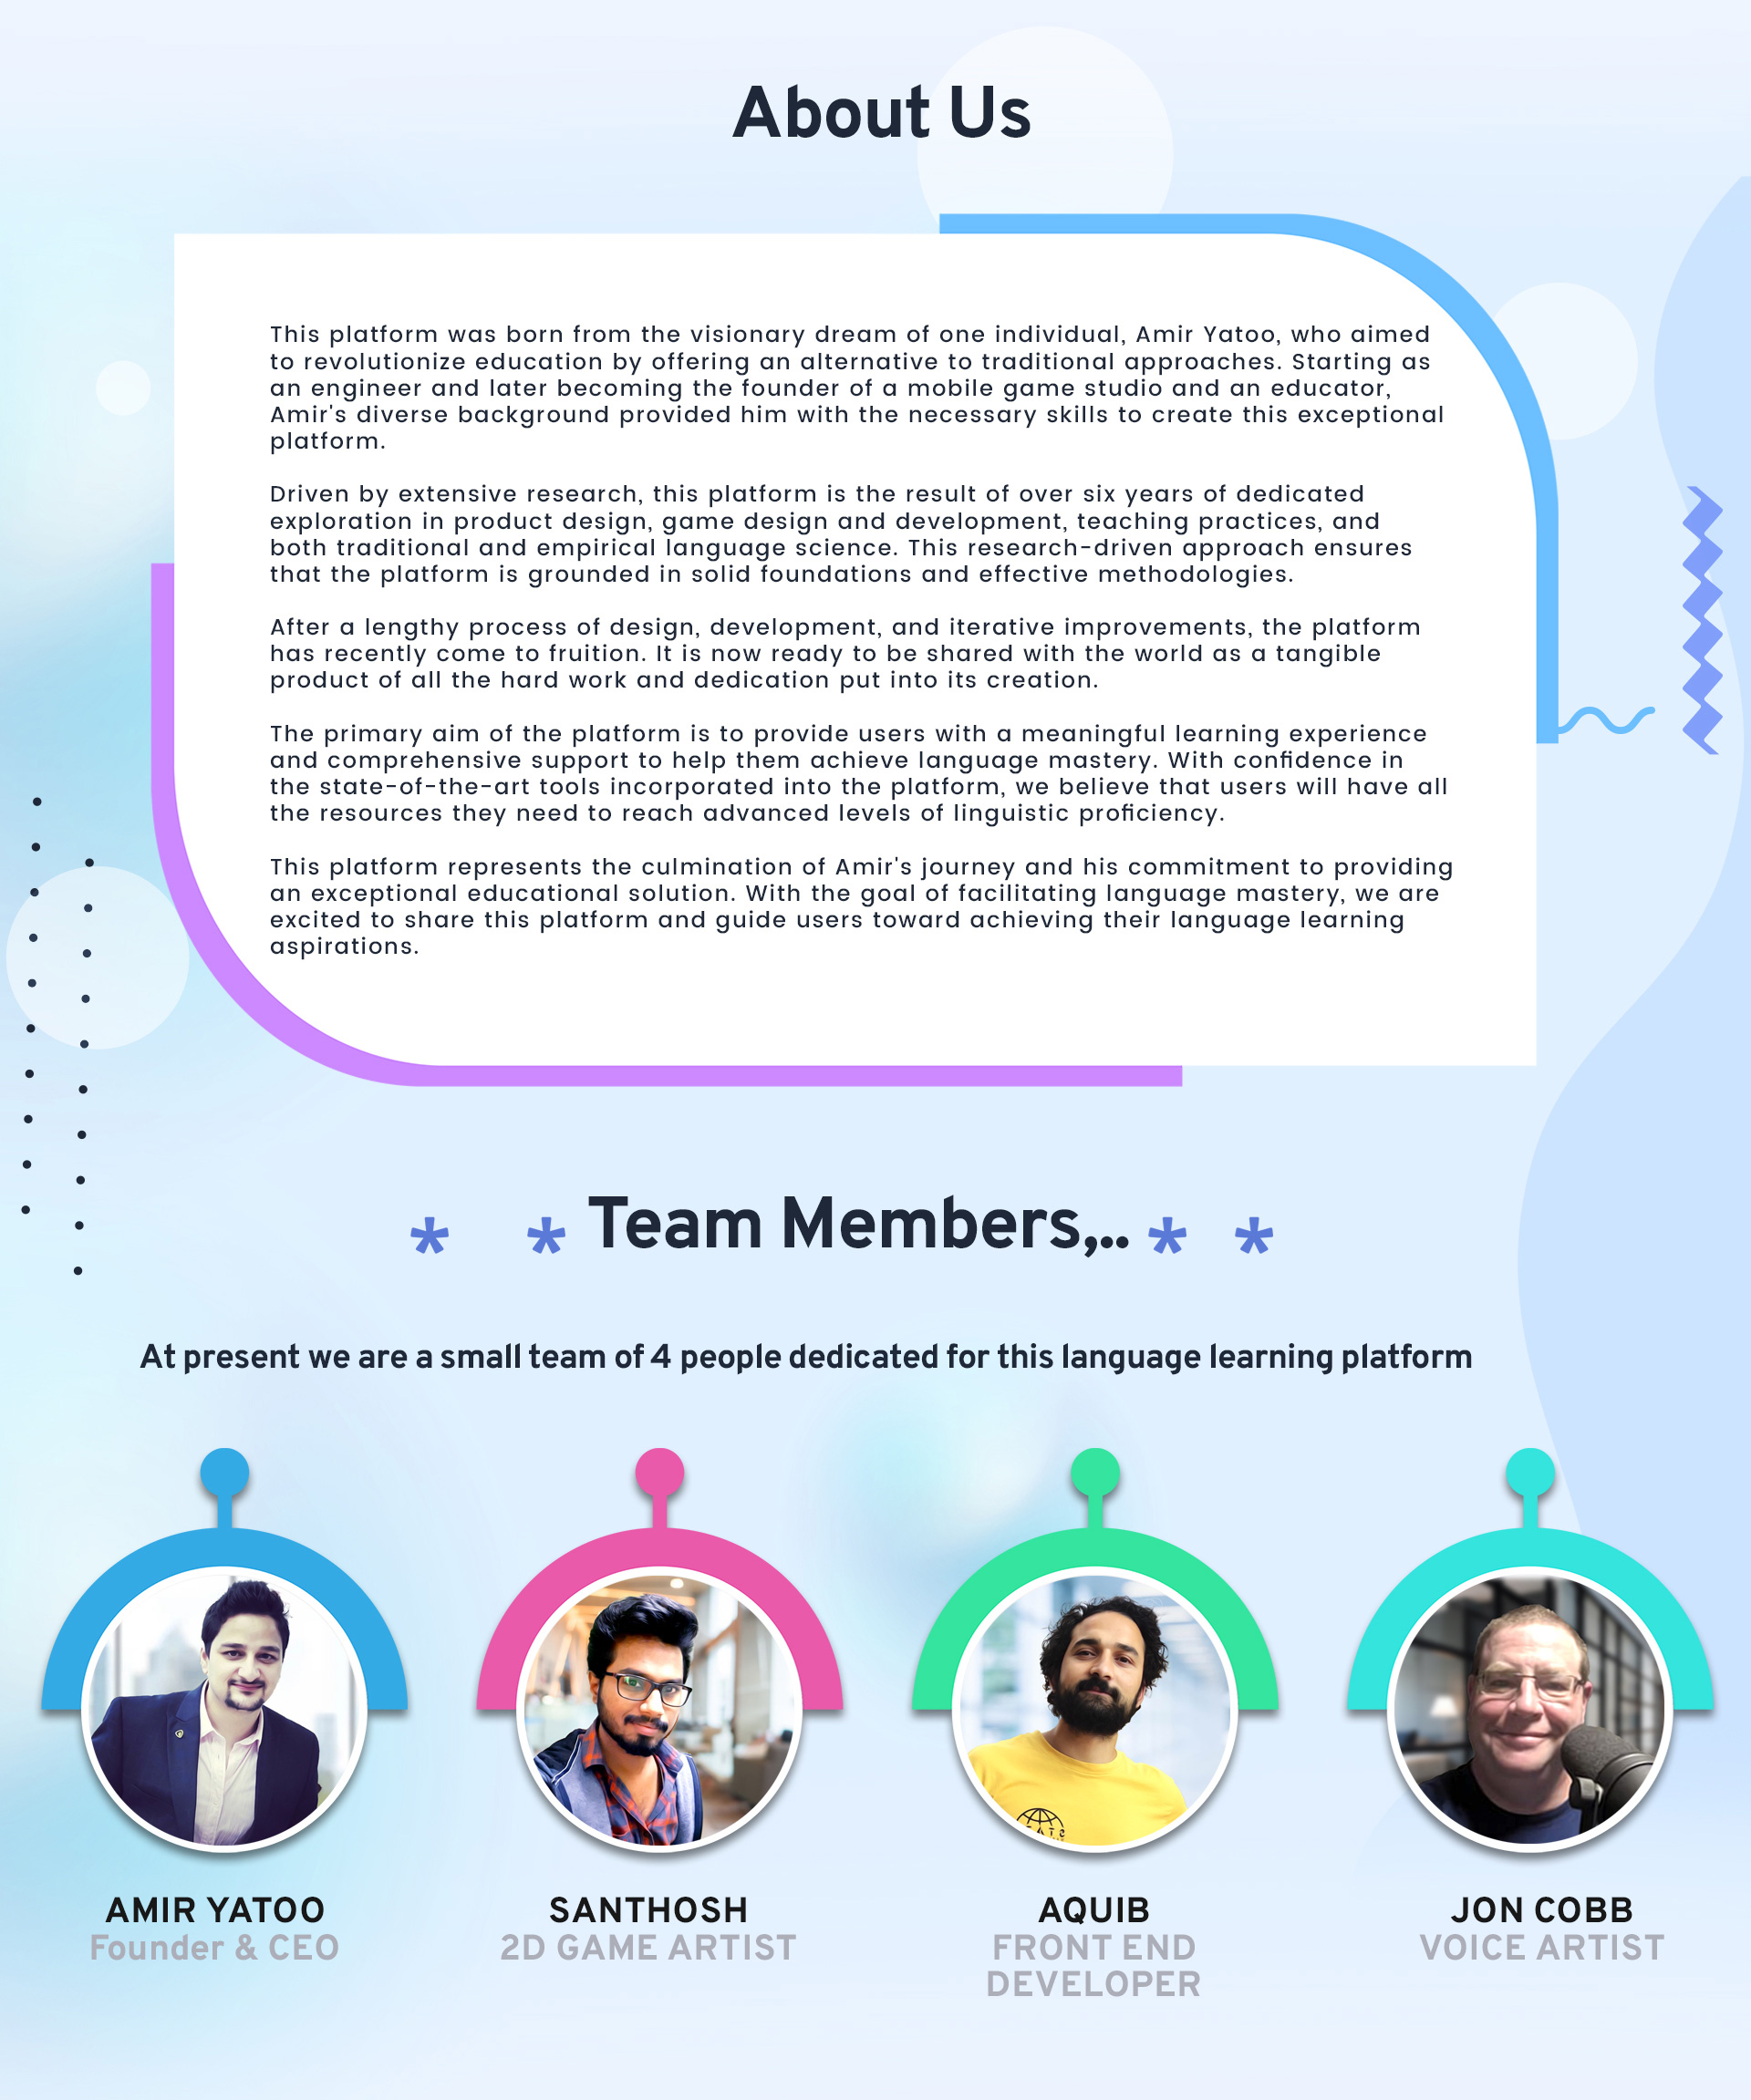 About Us
This platform was born from the visionary dream of one individual, Amir Yatoo, who aimed
to revolutionize education by offering an alternative to traditional approaches. Starting as
an engineer and later becoming the founder of a mobile game studio and an educator,
Amir's diverse background provided him with the necessary skills to create this exceptional
platform.
Driven by extensive research, this platform is the result of over six years of dedicated
exploration in product design, game design and development, teaching practices, and
both traditional and empirical language science. This research-driven approach ensures
that the platform is grounded in solid foundations and effective methodologies.
After a lengthy process of design, development, and iterative improvements, the platform
has recently come to fruition. It is now ready to be shared with the world as a tangible
product of all the hard work and dedication put into its creation.
The primary aim of the platform is to provide users with a meaningful learning experience
and comprehensive support to help them achieve language mastery. With confidence in
the state-of-the-art tools incorporated into the platform, we believe that users will have all
the resources they need to reach advanced levels of linguistic proficiency.
This platform represents the culmination of Amir's journey and his commitment to providing
an exceptional educational solution. With the goal of facilitating language mastery, we are
excited to share this platform and guide users toward achieving their language learning
aspirations.
* * Team Members,.. * *
At present we are a small team of 4 people dedicated for this language learning platform
AMIR YATOO
Founder & CEO
SANTHOSH
2D GAME ARTIST
AQUIB
FRONT END
DEVELOPER
JON COBB
VOICE ARTIST